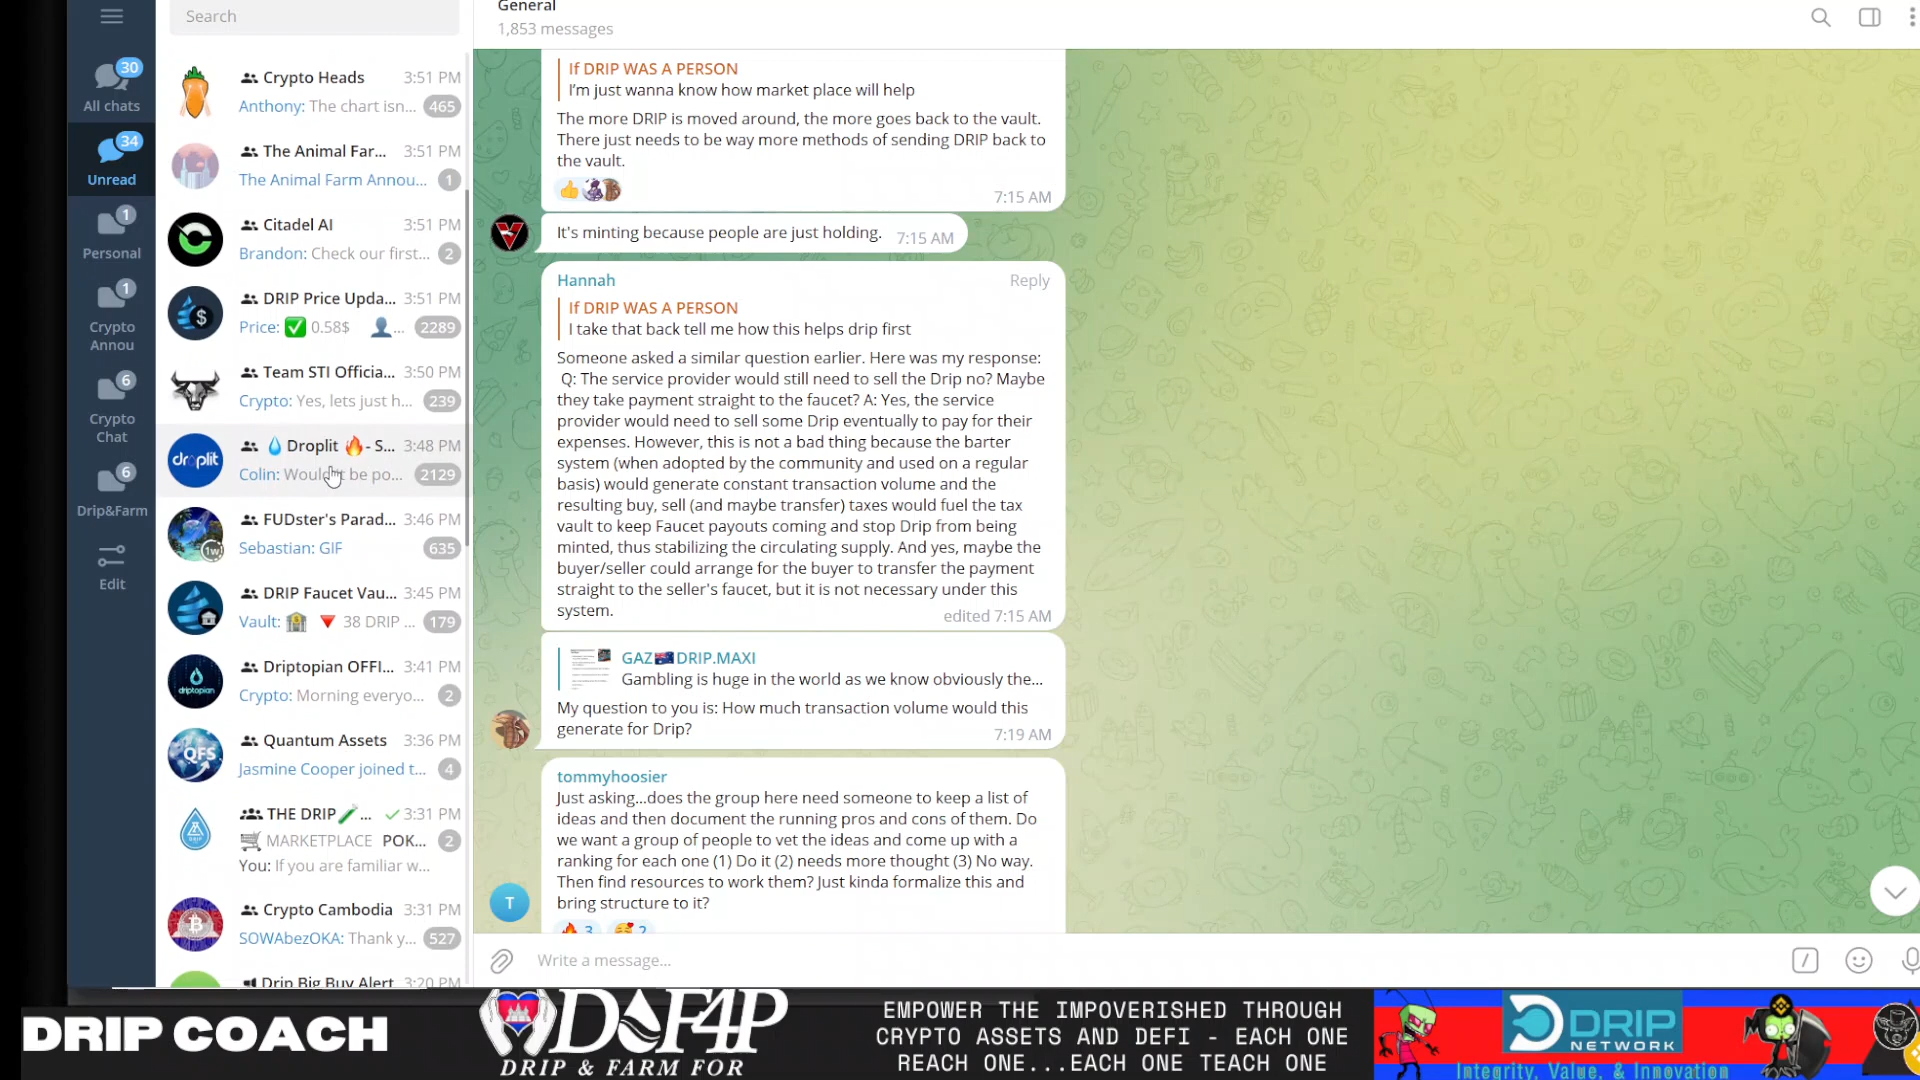 Search
General
1,853 messages
30
All chats
34
Unread
1
Personal
1
Crypto
Annou
6
Crypto
Chat
6
Drip&Farm
Edit
Crypto Heads 3:51 PM
Anthony: The chart isn... 465
The Animal Far... 3:51 PM
The Animal Farm Annou... 1
Citadel AI 3:51 PM
Brandon: Check our first... 2
DRIP Price Upda... 3:51 PM
Price: ✅ 0.58$ 👤... 2289
Team STI Officia... 3:50 PM
Crypto: Yes, lets just h... 239
droplit
💧 Droplit 🔥- S... 3:48 PM
Colin: Wouldn't be po... 2129
FUDster's Parad... 3:46 PM
1w
Sebastian: GIF 635
DRIP Faucet Vau... 3:45 PM
Vault: 🏦 🔻 38 DRIP ... 179
driptopian
Driptopian OFFI... 3:41 PM
Crypto: Morning everyo... 2
QFS
Quantum Assets 3:36 PM
Jasmine Cooper joined t... 4
THE DRIP🧪... 3:31 PM
🛒 MARKETPLACE POK... 2
You: If you are familiar w...
Crypto Cambodia 3:31 PM
SOWAbezOKA: Thank y... 527
Drip Big Buy Alert 3:20 PM
If DRIP WAS A PERSON
I'm just wanna know how market place will help
The more DRIP is moved around, the more goes back to the vault.
There just needs to be way more methods of sending DRIP back to
the vault.
👍
7:15 AM
It's minting because people are just holding. 7:15 AM
Hannah Reply
If DRIP WAS A PERSON
I take that back tell me how this helps drip first
Someone asked a similar question earlier. Here was my response:
Q: The service provider would still need to sell the Drip no? Maybe
they take payment straight to the faucet? A: Yes, the service
provider would need to sell some Drip eventually to pay for their
expenses. However, this is not a bad thing because the barter
system (when adopted by the community and used on a regular
basis) would generate constant transaction volume and the
resulting buy, sell (and maybe transfer) taxes would fuel the tax
vault to keep Faucet payouts coming and stop Drip from being
minted, thus stabilizing the circulating supply. And yes, maybe the
buyer/seller could arrange for the buyer to transfer the payment
straight to the seller's faucet, but it is not necessary under this
system.
edited 7:15 AM
GAZ🇦🇺DRIP.MAXI
Gambling is huge in the world as we know obviously the...
My question to you is: How much transaction volume would this
generate for Drip?
7:19 AM
tommyhoosier
Just asking...does the group here need someone to keep a list of
ideas and then document the running pros and cons of them. Do
we want a group of people to vet the ideas and come up with a
ranking for each one (1) Do it (2) needs more thought (3) No way.
Then find resources to work them? Just kinda formalize this and
bring structure to it?
T
🔥 3 🥰 2
Write a message...
DRIP COACH
DF4P
DRIP & FARM FOR
EMPOWER THE IMPOVERISHED THROUGH
CRYPTO ASSETS AND DEFI - EACH ONE
REACH ONE...EACH ONE TEACH ONE
DRIP
NETWORK
Integrity, Value, & Innovation